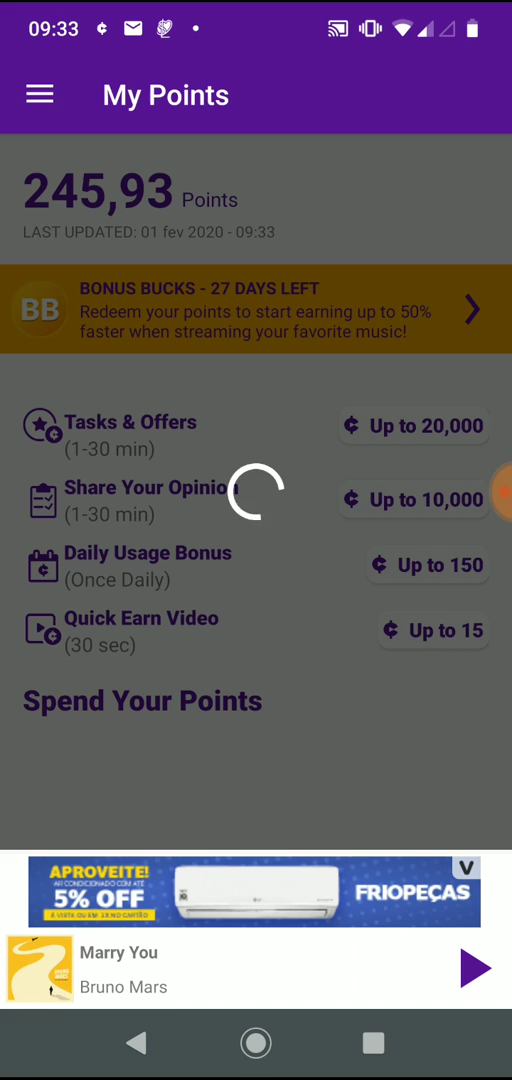 09:33
My Points
245,93 Points
LAST UPDATED: 01 fev 2020 - 09:33
BB
BONUS BUCKS - 27 DAYS LEFT
Redeem your points to start earning up to 50%
faster when streaming your favorite music!
Tasks & Offers
(1-30 min)
Up to 20,000
Share Your Opinion
(1-30 min)
Up to 10,000
Daily Usage Bonus
(Once Daily)
Up to 150
Quick Earn Video
(30 sec)
Up to 15
Spend Your Points
APROVEITE!
AR CONDICIONADO COM ATÉ
5% OFF
À VISTA OU EM 1X NO CARTÃO
LG
FRIOPEÇAS
V
Marry You
Bruno Mars